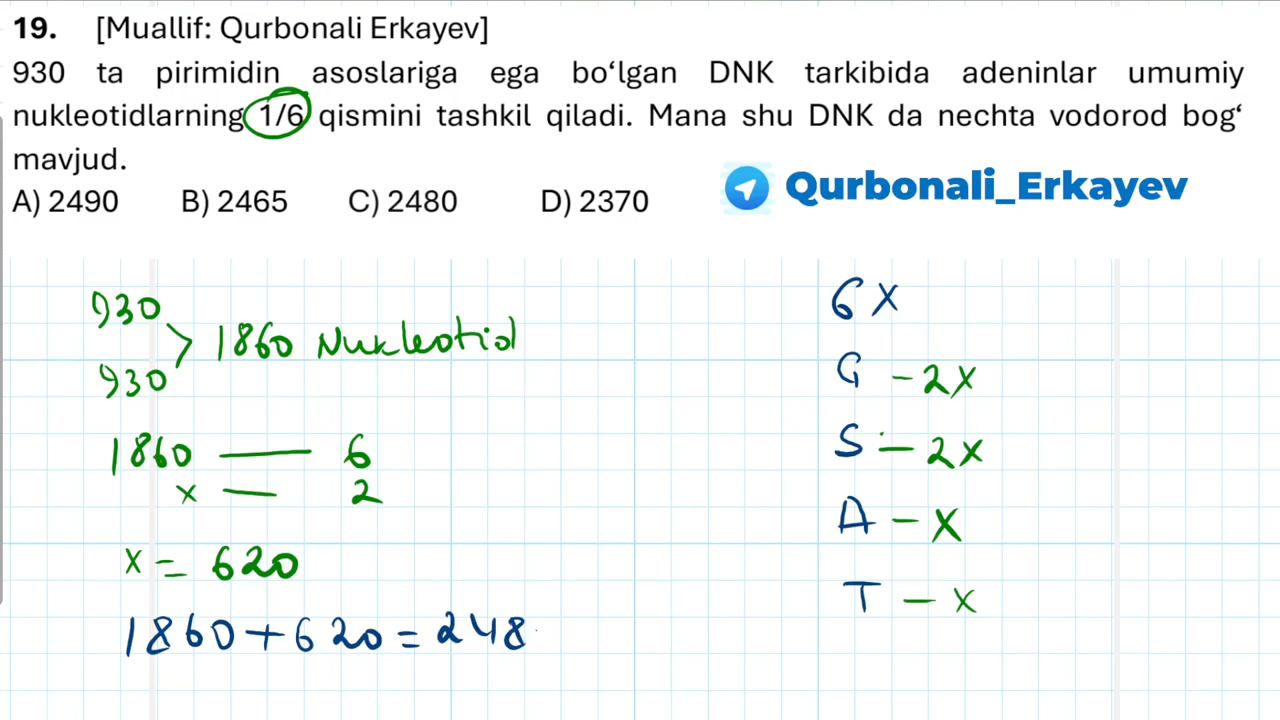 19. [Muallif: Qurbonali Erkayev]
930 ta pirimidin asoslariga ega bo‘lgan DNK tarkibida adeninlar umumiy
nukleotidlarning 1/6 qismini tashkil qiladi. Mana shu DNK da nechta vodorod bog‘
mavjud.
A) 2490 B) 2465 C) 2480 D) 2370
Qurbonali_Erkayev
930
930 > 1860 Nukleotid
1860 — 6
x — 2
x = 620
1860 + 620 = 248
6x
G - 2x
S - 2x
A - x
T - x